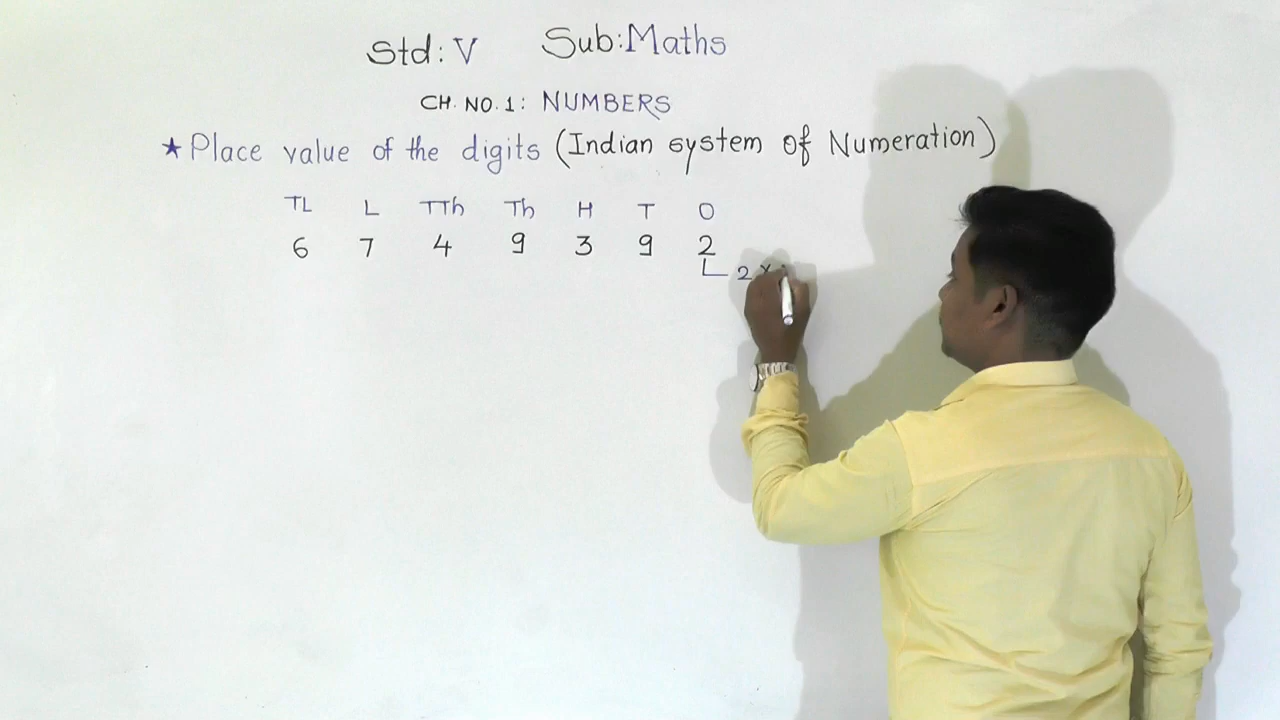 Std: V Sub: Maths
CH. NO. 1: NUMBERS
★ Place value of the digits (Indian system of Numeration)
TL L TTh Th H T O
6 7 4 9 3 9 2
2 ×